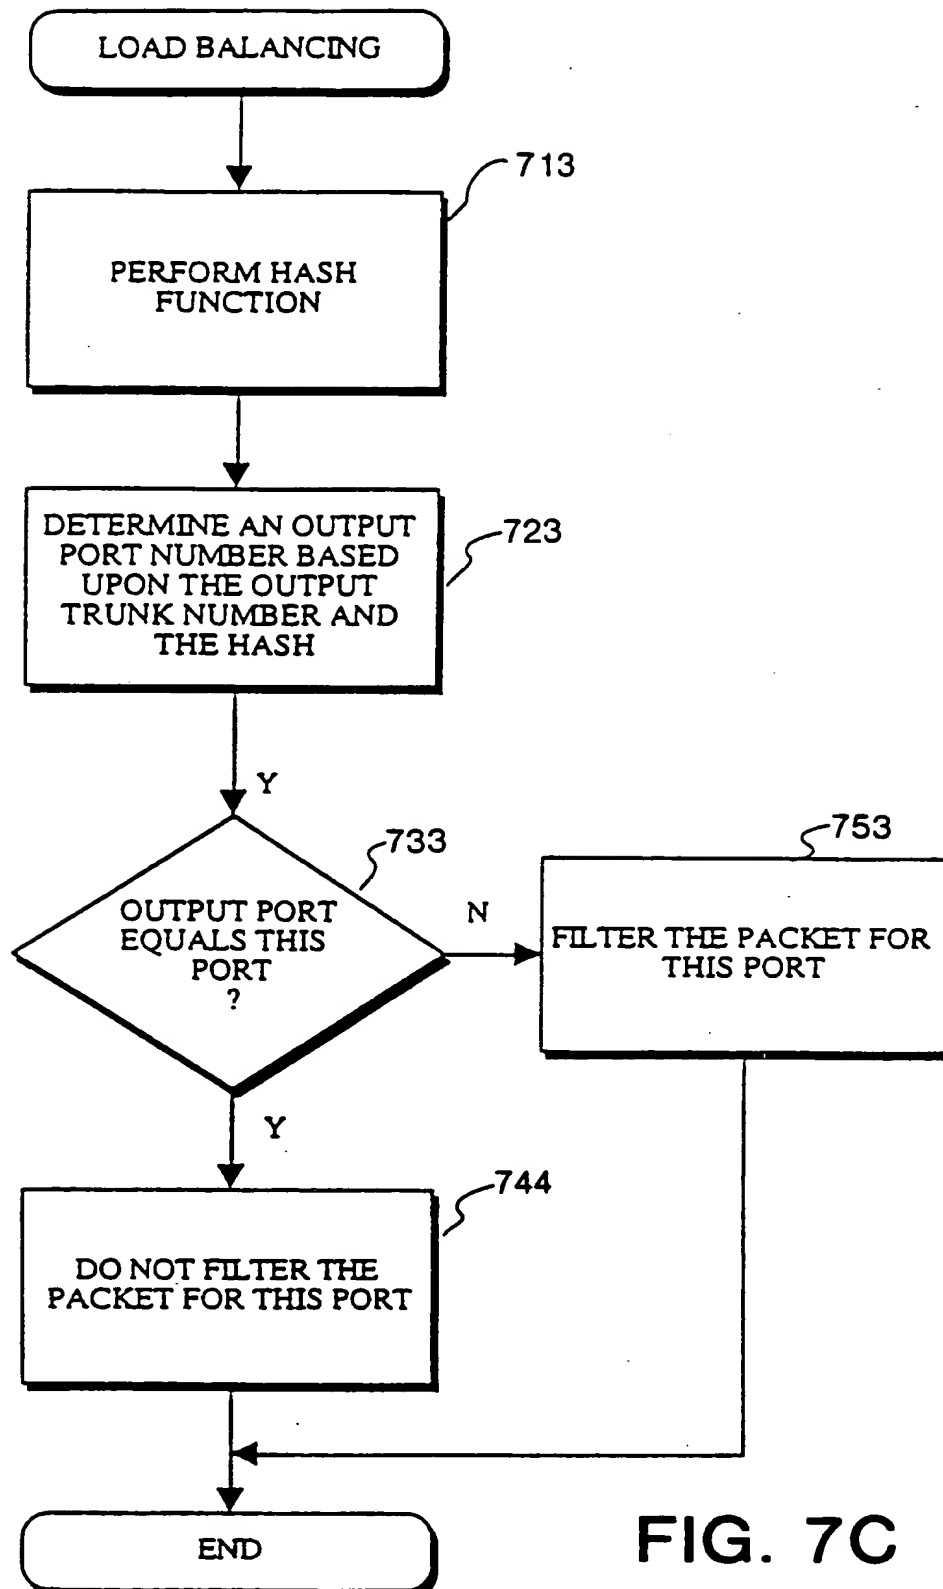 LOAD BALANCING
713
PERFORM HASH
FUNCTION
DETERMINE AN OUTPUT
PORT NUMBER BASED
UPON THE OUTPUT
TRUNK NUMBER AND
THE HASH
723
Y
733
753
OUTPUT PORT
EQUALS THIS
PORT
?
N
FILTER THE PACKET FOR
THIS PORT
Y
744
DO NOT FILTER THE
PACKET FOR THIS PORT
END
FIG. 7C